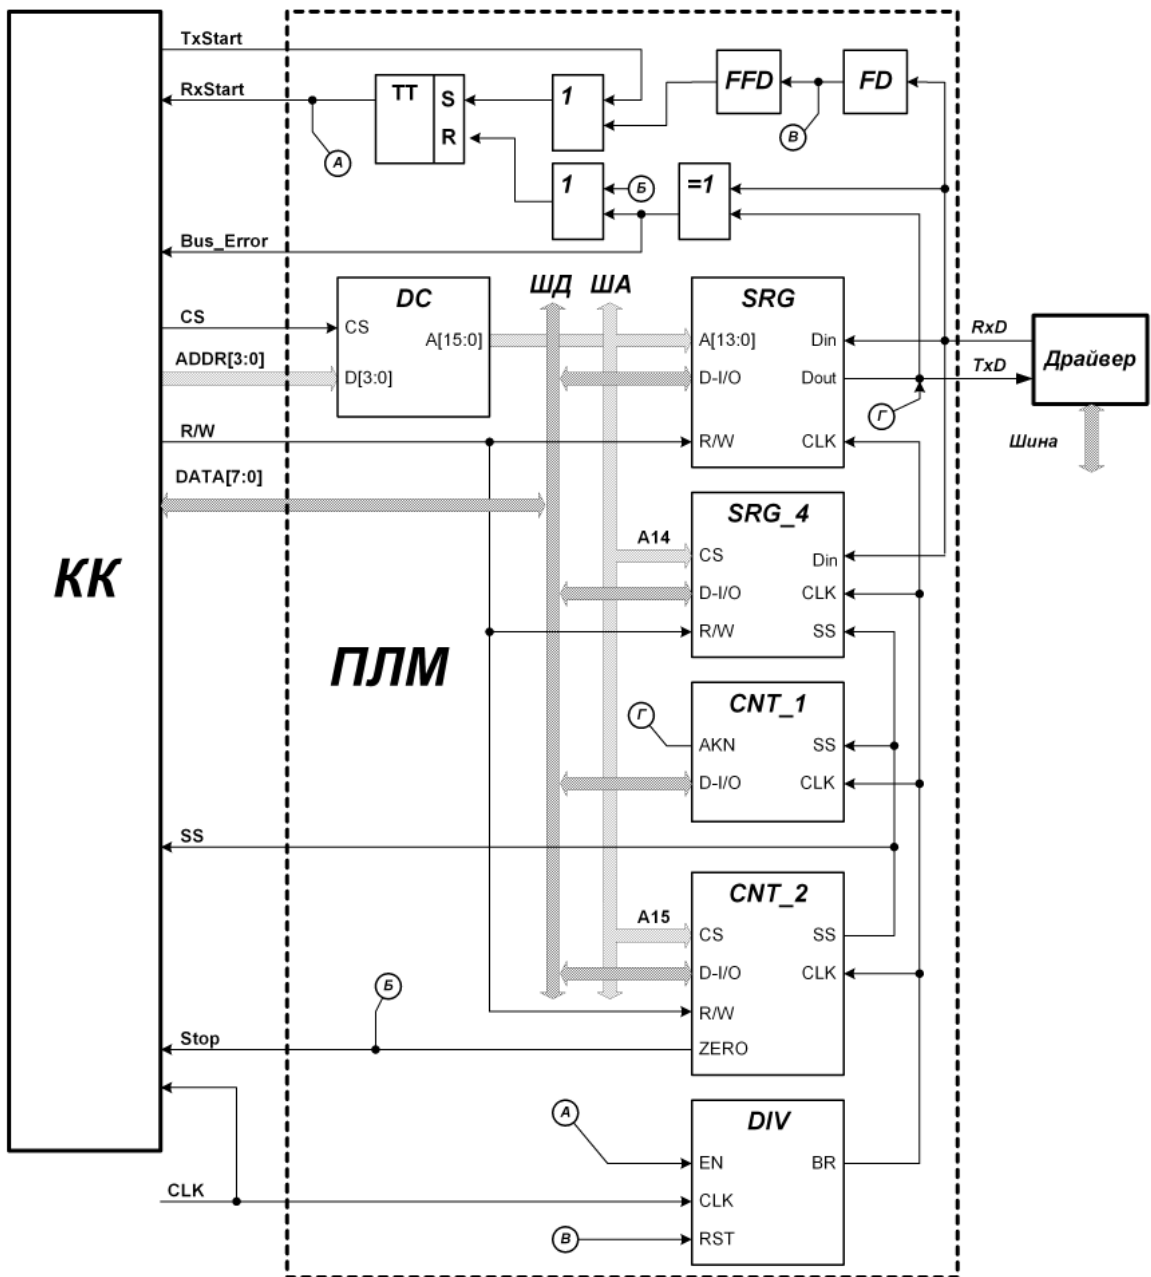 TxStart
RxStart
TT
S
R
1
FFD
FD
А
В
1
Б
=1
Bus_Error
CS
ADDR[3:0]
R/W
DATA[7:0]
DC
CS
A[15:0]
D[3:0]
ШД
ША
SRG
A[13:0]
Din
D-I/O
Dout
R/W
CLK
RxD
TxD
Драйвер
Г
Шина
КК
ПЛМ
SRG_4
A14
CS
Din
D-I/O
CLK
R/W
SS
CNT_1
Г
AKN
SS
D-I/O
CLK
SS
CNT_2
A15
CS
SS
D-I/O
CLK
R/W
ZERO
Б
Stop
DIV
А
EN
BR
CLK
CLK
В
RST